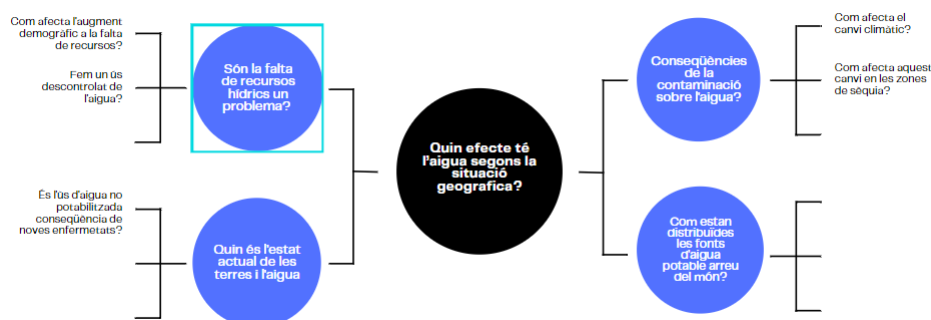 Com afecta l'augment
demogràfic a la falta
de recursos?
Fem un ús
descontrolat de
l'aigua?
Són la falta
de recursos
hídrics un
problema?
És l'ús d'aigua no
potabilitzada
conseqüència de
noves enfermetats?
Quin és l'estat
actual de les
terres i l'aigua
Quin efecte té
l'aigua segons la
situació
geografica?
Conseqüències
de la
contaminació
sobre l'aigua?
Com afecta el
canvi climàtic?
Com afecta aquest
canvi en les zones
de sèquia?
Com estan
distribuïdes
les fonts
d'aigua
potable arreu
del món?